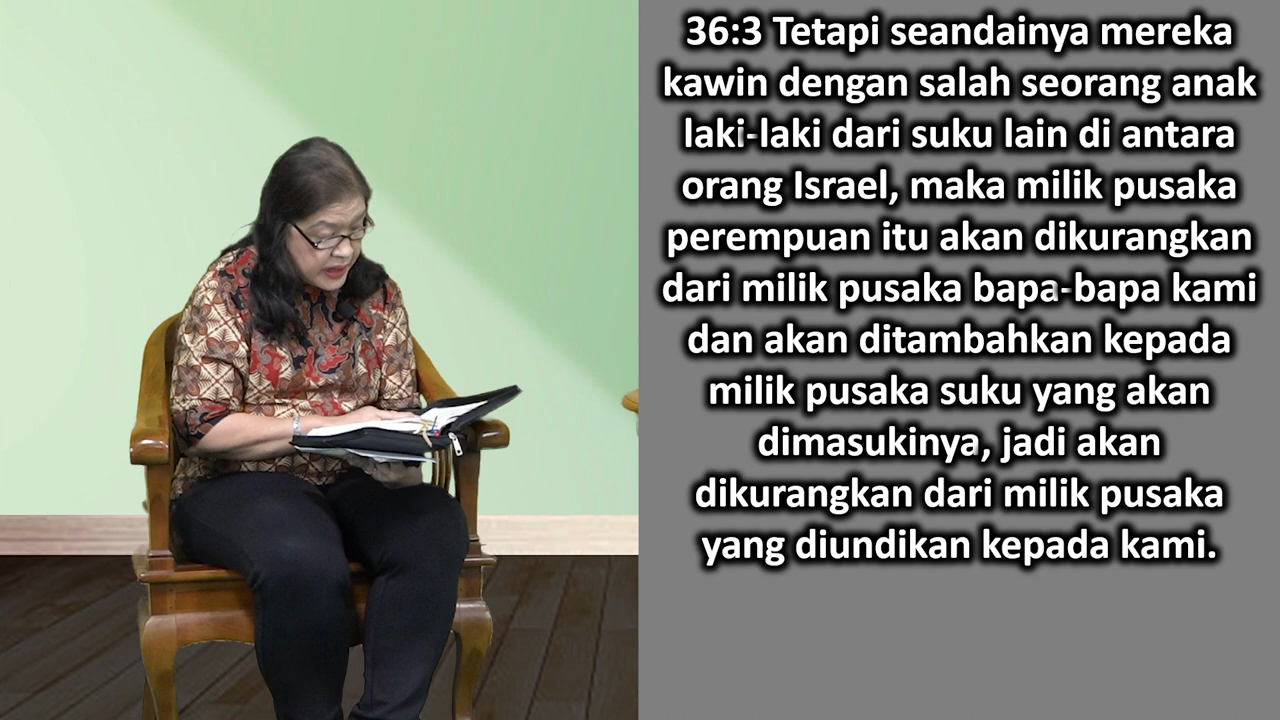 36:3 Tetapi seandainya mereka
kawin dengan salah seorang anak
laki-laki dari suku lain di antara
orang Israel, maka milik pusaka
perempuan itu akan dikurangkan
dari milik pusaka bapa-bapa kami
dan akan ditambahkan kepada
milik pusaka suku yang akan
dimasukinya, jadi akan
dikurangkan dari milik pusaka
yang diundikan kepada kami.